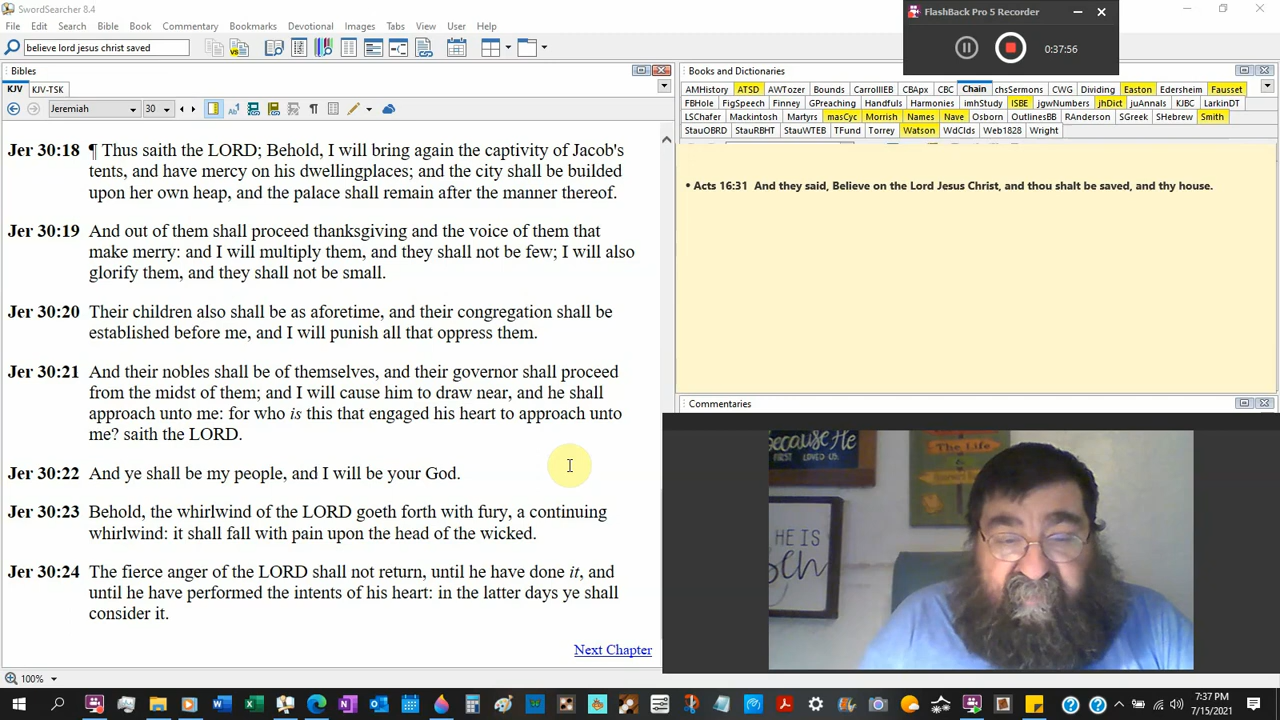 SwordSearcher 8.4
File Edit Search Bible Book Commentary Bookmarks Devotional Images Tabs View User Help
believe lord jesus christ saved
FlashBack Pro 5 Recorder
0:37:56
Bibles
KJV KJV-TSK
Jeremiah 30
Jer 30:18 ¶ Thus saith the LORD; Behold, I will bring again the captivity of Jacob's
tents, and have mercy on his dwellingplaces; and the city shall be builded
upon her own heap, and the palace shall remain after the manner thereof.
Jer 30:19 And out of them shall proceed thanksgiving and the voice of them that
make merry: and I will multiply them, and they shall not be few; I will also
glorify them, and they shall not be small.
Jer 30:20 Their children also shall be as aforetime, and their congregation shall be
established before me, and I will punish all that oppress them.
Jer 30:21 And their nobles shall be of themselves, and their governor shall proceed
from the midst of them; and I will cause him to draw near, and he shall
approach unto me: for who is this that engaged his heart to approach unto
me? saith the LORD.
Jer 30:22 And ye shall be my people, and I will be your God.
Jer 30:23 Behold, the whirlwind of the LORD goeth forth with fury, a continuing
whirlwind: it shall fall with pain upon the head of the wicked.
Jer 30:24 The fierce anger of the LORD shall not return, until he have done it, and
until he have performed the intents of his heart: in the latter days ye shall
consider it.
Next Chapter
100%
Books and Dictionaries
AMHistory ATSD AWTozer Bounds CarrollEB CBApx CBC Chain chsSermons CWG Dividing Easton Edersheim Fausset
FBHole FigSpeech Finney GPreaching Handfuls Harmonies imhStudy ISBE jgwNumbers jhDict juAnnals KJBC LarkinDT
LSChafer Mackintosh Martyrs masCyc Morrish Names Nave Osborn OutlinesBB RAnderson SGreek SHebrew Smith
StauOBRD StauRBHT StauWTEB TFund Torrey Watson WdClds Web1828 Wright
• Acts 16:31 And they said, Believe on the Lord Jesus Christ, and thou shalt be saved, and thy house.
Commentaries
because He
FIRST LOVED US.
The Life
HE IS
7:37 PM
7/15/2021